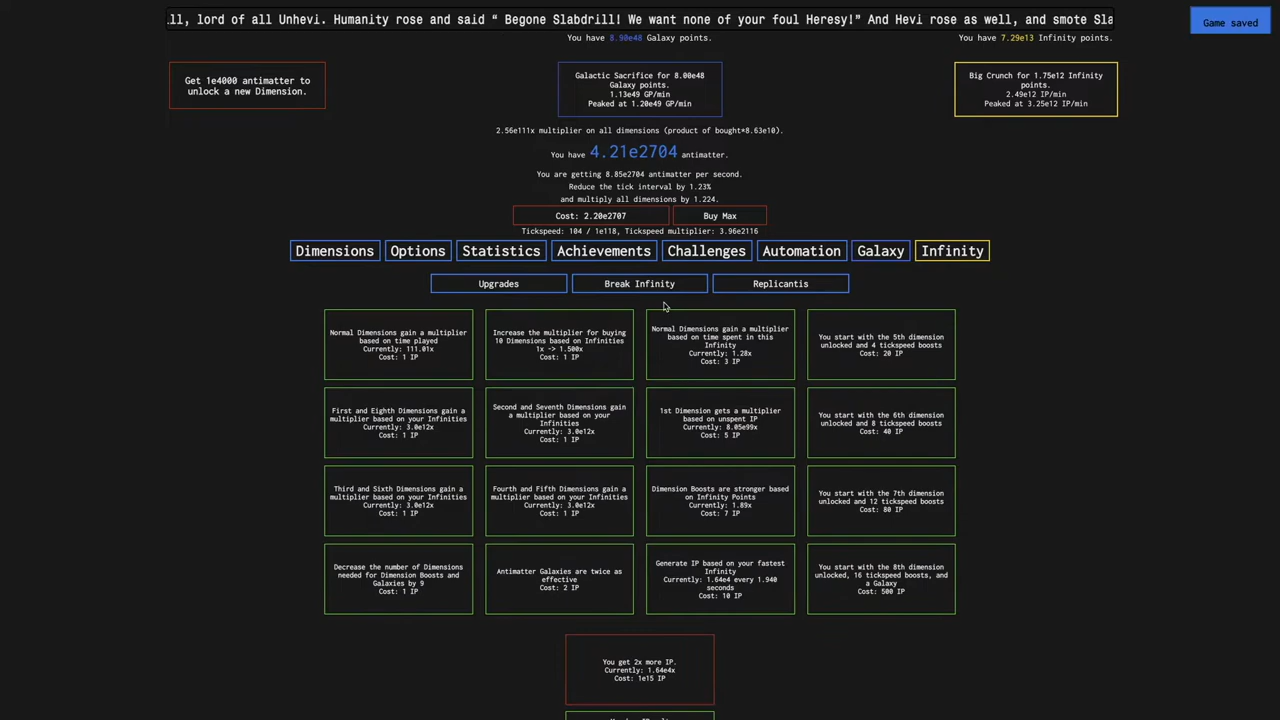 ll, lord of all Unhevi. Humanity rose and said “ Begone Slabdrill! We want none of your foul Heresy!” And Hevi rose as well, and smote Sla
Game saved
You have 8.90e48 Galaxy points.
You have 7.29e13 Infinity points.
Get 1e4000 antimatter to
unlock a new Dimension.
Galactic Sacrifice for 8.00e48
Galaxy points.
1.13e49 GP/min
Peaked at 1.20e49 GP/min
Big Crunch for 1.75e12 Infinity
points.
2.49e12 IP/min
Peaked at 3.25e12 IP/min
2.56e111x multiplier on all dimensions (product of bought*8.63e10).
You have 4.21e2704 antimatter.
You are getting 8.85e2704 antimatter per second.
Reduce the tick interval by 1.23%
and multiply all dimensions by 1.224.
Cost: 2.20e2707
Buy Max
Tickspeed: 104 / 1e118, Tickspeed multiplier: 3.96e2116
Dimensions
Options
Statistics
Achievements
Challenges
Automation
Galaxy
Infinity
Upgrades
Break Infinity
Replicantis
Normal Dimensions gain a multiplier
based on time played
Currently: 111.01x
Cost: 1 IP
Increase the multiplier for buying
10 Dimensions based on Infinities
1x -> 1.500x
Cost: 1 IP
Normal Dimensions gain a multiplier
based on time spent in this
Infinity
Currently: 1.28x
Cost: 3 IP
You start with the 5th dimension
unlocked and 4 tickspeed boosts
Cost: 20 IP
First and Eighth Dimensions gain a
multiplier based on your Infinities
Currently: 3.0e12x
Cost: 1 IP
Second and Seventh Dimensions gain
a multiplier based on your
Infinities
Currently: 3.0e12x
Cost: 1 IP
1st Dimension gets a multiplier
based on unspent IP
Currently: 8.05e99x
Cost: 5 IP
You start with the 6th dimension
unlocked and 8 tickspeed boosts
Cost: 40 IP
Third and Sixth Dimensions gain a
multiplier based on your Infinities
Currently: 3.0e12x
Cost: 1 IP
Fourth and Fifth Dimensions gain a
multiplier based on your Infinities
Currently: 3.0e12x
Cost: 1 IP
Dimension Boosts are stronger based
on Infinity Points
Currently: 1.89x
Cost: 7 IP
You start with the 7th dimension
unlocked and 12 tickspeed boosts
Cost: 80 IP
Decrease the number of Dimensions
needed for Dimension Boosts and
Galaxies by 9
Cost: 1 IP
Antimatter Galaxies are twice as
effective
Cost: 2 IP
Generate IP based on your fastest
Infinity
Currently: 1.64e4 every 1.940
seconds
Cost: 10 IP
You start with the 8th dimension
unlocked, 16 tickspeed boosts, and
a Galaxy
Cost: 500 IP
You get 2x more IP.
Currently: 1.64e4x
Cost: 1e15 IP